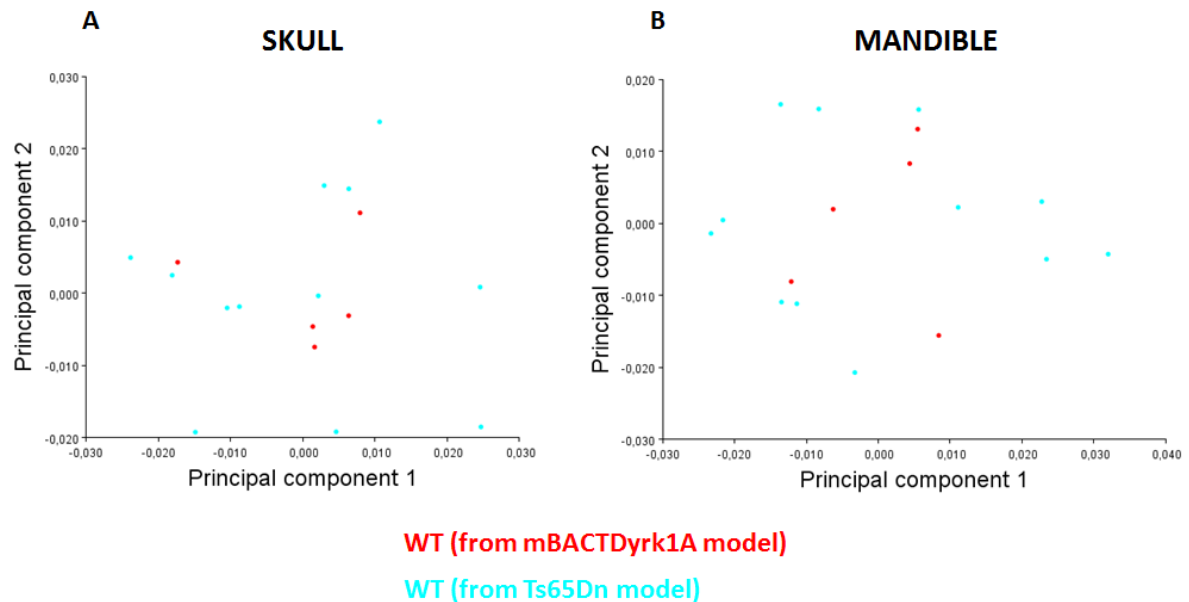 A
SKULL
Principal component 2
0,030
0,020
0,010
0,000
-0,010
-0,020
-0,030
-0,020
-0,010
0,000
0,010
0,020
0,030
Principal component 1
B
MANDIBLE
Principal component 2
0,020
0,010
0,000
-0,010
-0,020
-0,030
-0,030
-0,020
-0,010
0,000
0,010
0,020
0,030
0,040
Principal component 1
WT (from mBACTDyrk1A model)
WT (from Ts65Dn model)